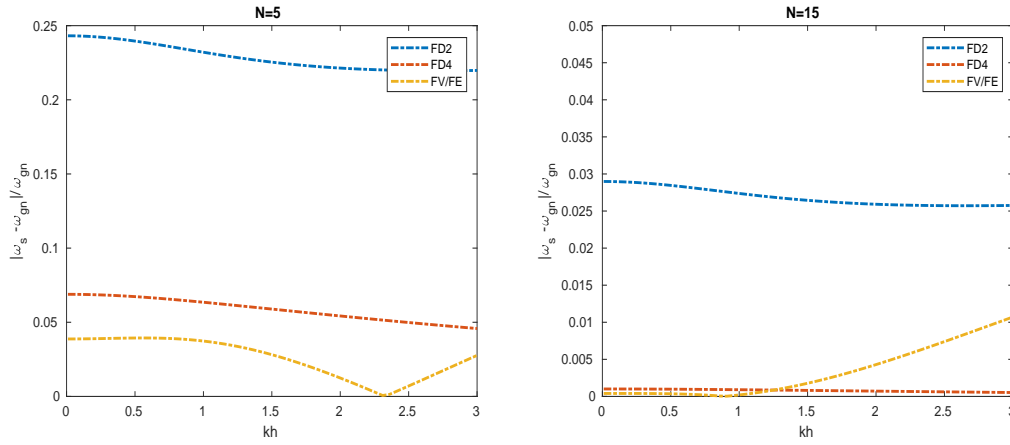 N=5
0.25
0.2
0.15
0.1
0.05
0
0 0.5 1 1.5 2 2.5 3
kh
|ω_s - ω_gn|/ ω_gn
FD2
FD4
FV/FE
N=15
0.05
0.045
0.04
0.035
0.03
0.025
0.02
0.015
0.01
0.005
0
0 0.5 1 1.5 2 2.5 3
kh
|ω_s - ω_gn|/ ω_gn
FD2
FD4
FV/FE